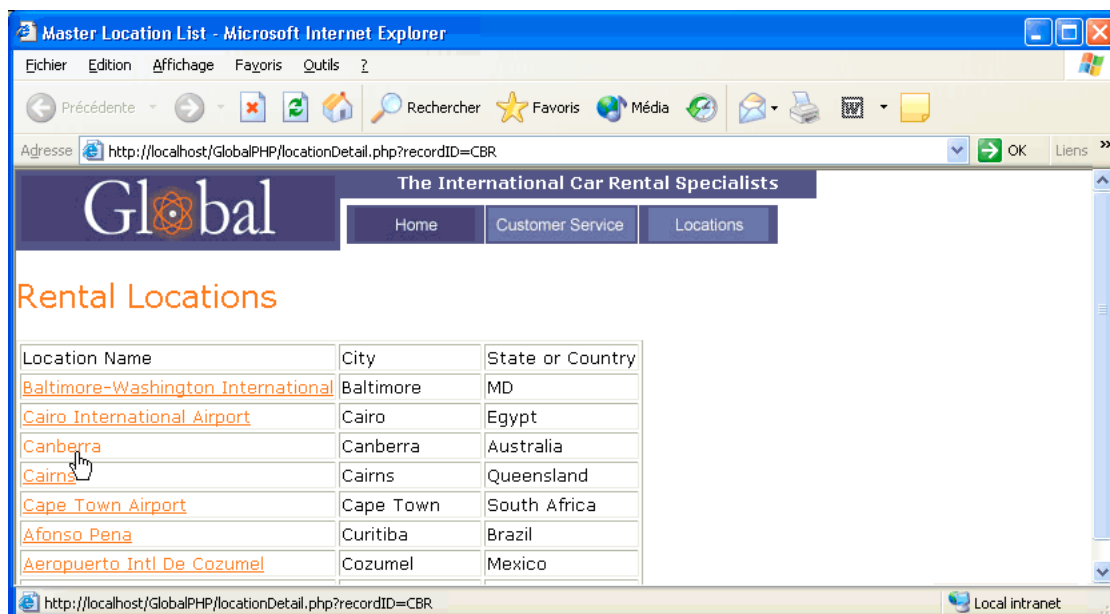 Master Location List - Microsoft Internet Explorer
Fichier Edition Affichage Favoris Outils ?
Précédente Rechercher Favoris Média
Adresse http://localhost/GlobalPHP/locationDetail.php?recordID=CBR OK Liens »
Global
The International Car Rental Specialists
Home Customer Service Locations
Rental Locations
Location Name City State or Country
Baltimore-Washington International Baltimore MD
Cairo International Airport Cairo Egypt
Canberra Canberra Australia
Cairns Cairns Queensland
Cape Town Airport Cape Town South Africa
Afonso Pena Curitiba Brazil
Aeropuerto Intl De Cozumel Cozumel Mexico
http://localhost/GlobalPHP/locationDetail.php?recordID=CBR Local intranet